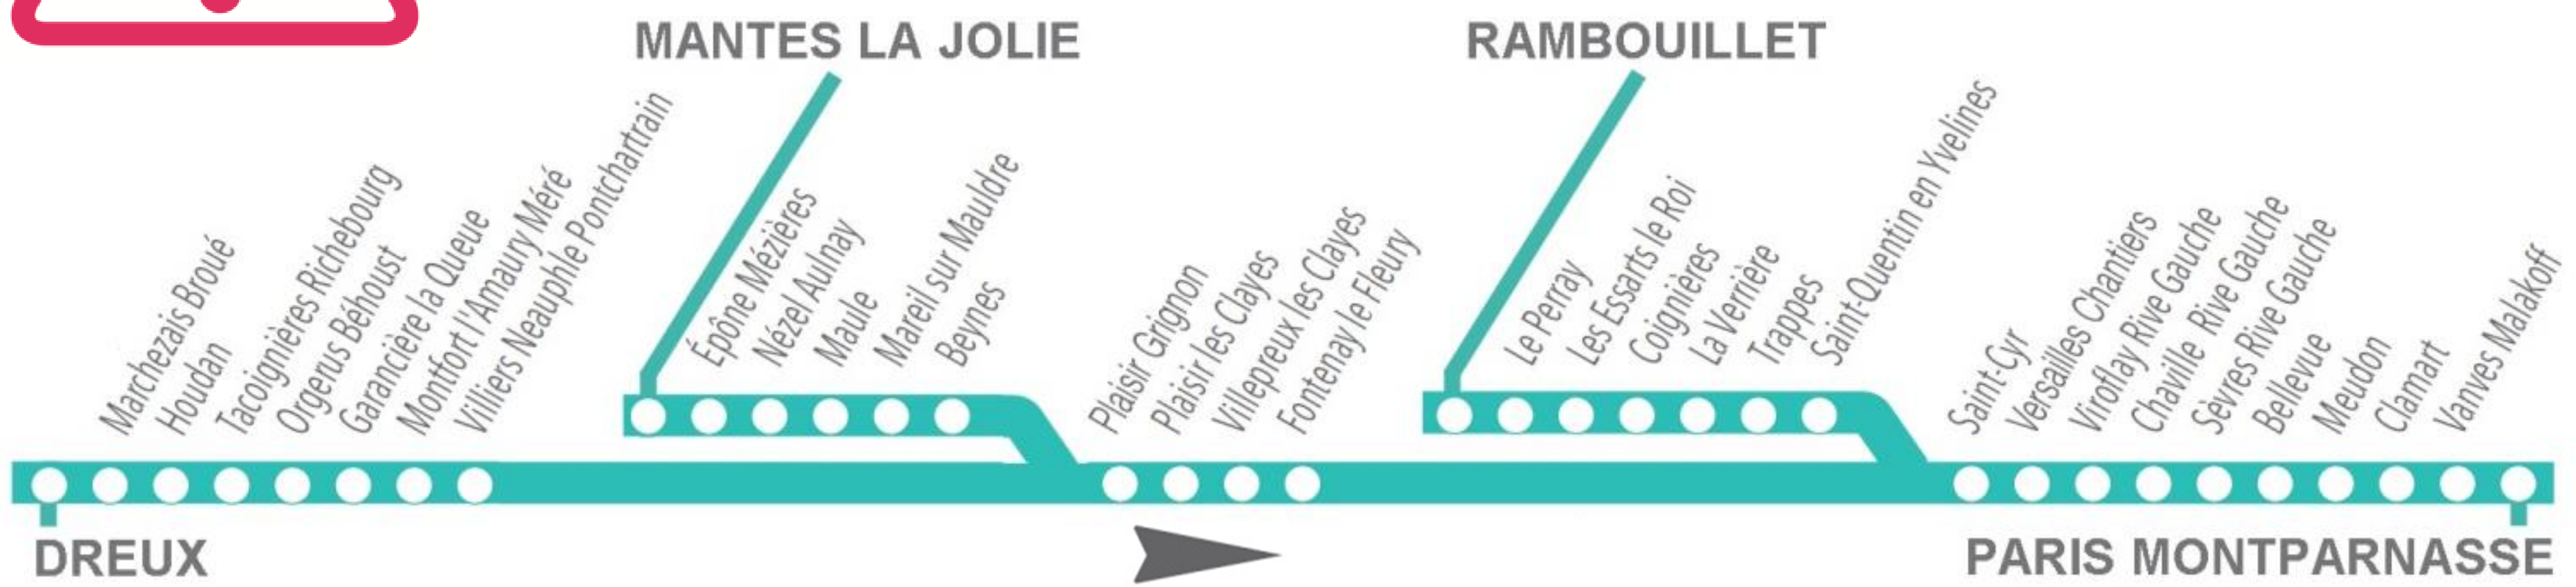 MANTES LA JOLIE
RAMBOUILLET
Marchezais Broué
Houdan
Tacoignières Richebourg
Orgerus Béhoust
Garancière la Queue
Montfort l'Amaury Méré
Villiers Neauphle Pontchartrain
Épône Mézières
Nézel Aulnay
Maule
Mareil sur Mauldre
Beynes
Plaisir Grignon
Plaisir les Clayes
Villepreux les Clayes
Fontenay le Fleury
Le Perray
Les Essarts le Roi
Coignières
La Verrière
Trappes
Saint-Quentin en Yvelines
Saint-Cyr
Versailles Chantiers
Viroflay Rive Gauche
Chaville Rive Gauche
Sèvres Rive Gauche
Bellevue
Meudon
Clamart
Vanves Malakoff
DREUX
PARIS MONTPARNASSE